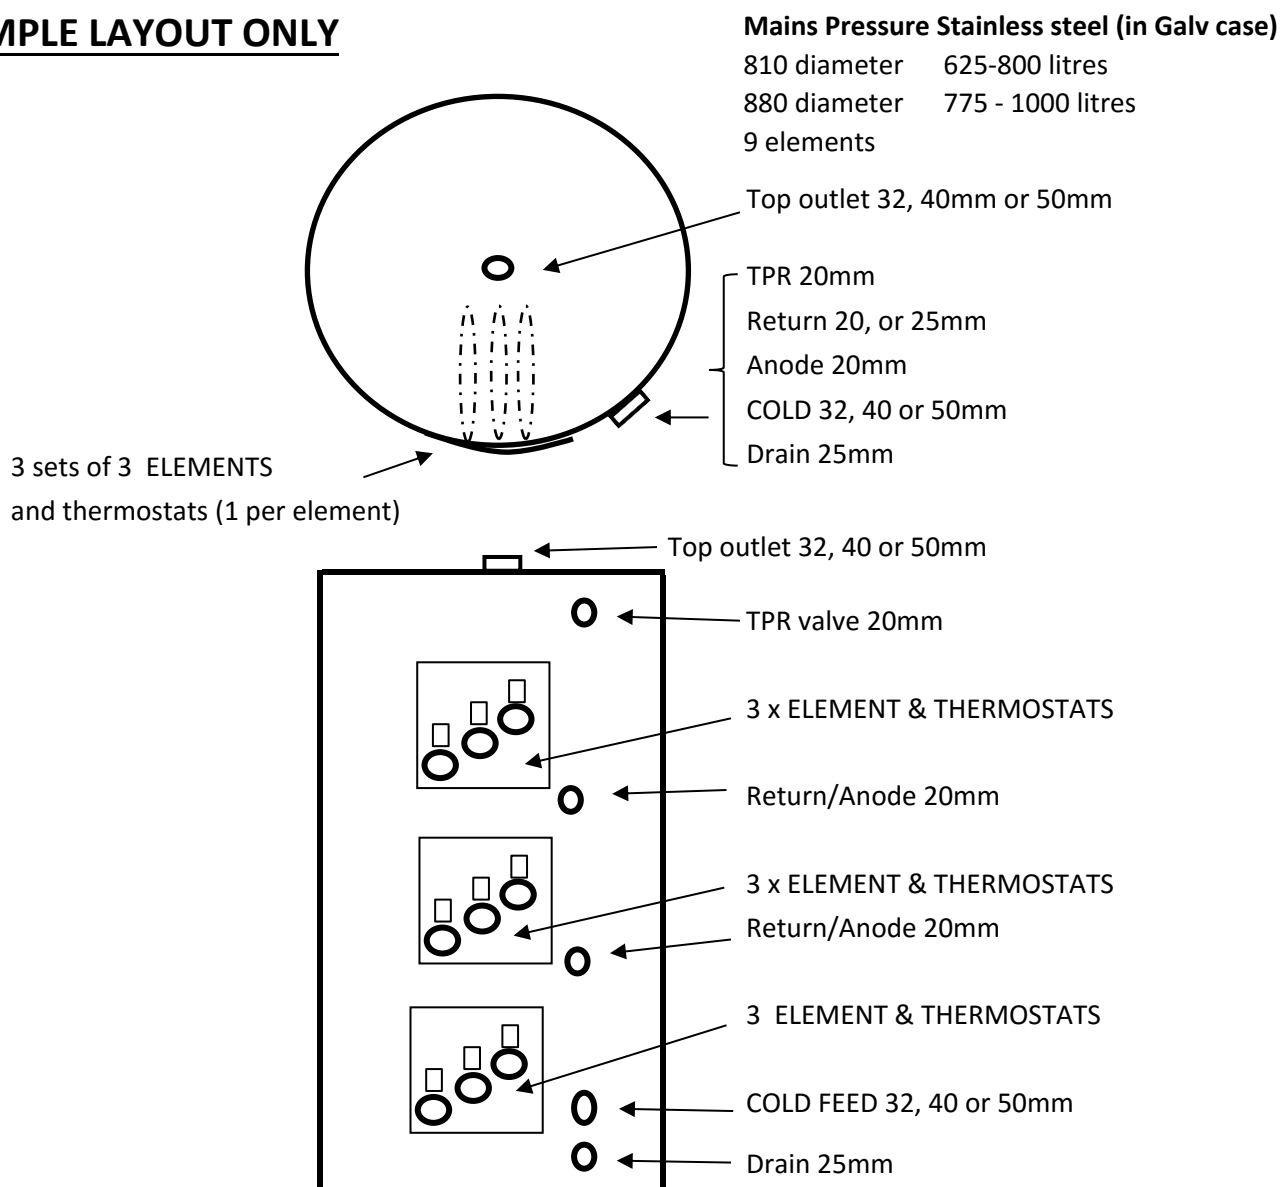 MPLE LAYOUT ONLY
Mains Pressure Stainless steel (in Galv case)
810 diameter 625-800 litres
880 diameter 775 - 1000 litres
9 elements
Top outlet 32, 40mm or 50mm
TPR 20mm
Return 20, or 25mm
Anode 20mm
COLD 32, 40 or 50mm
Drain 25mm
3 sets of 3 ELEMENTS
and thermostats (1 per element)
Top outlet 32, 40 or 50mm
TPR valve 20mm
3 x ELEMENT & THERMOSTATS
Return/Anode 20mm
3 x ELEMENT & THERMOSTATS
Return/Anode 20mm
3 ELEMENT & THERMOSTATS
COLD FEED 32, 40 or 50mm
Drain 25mm